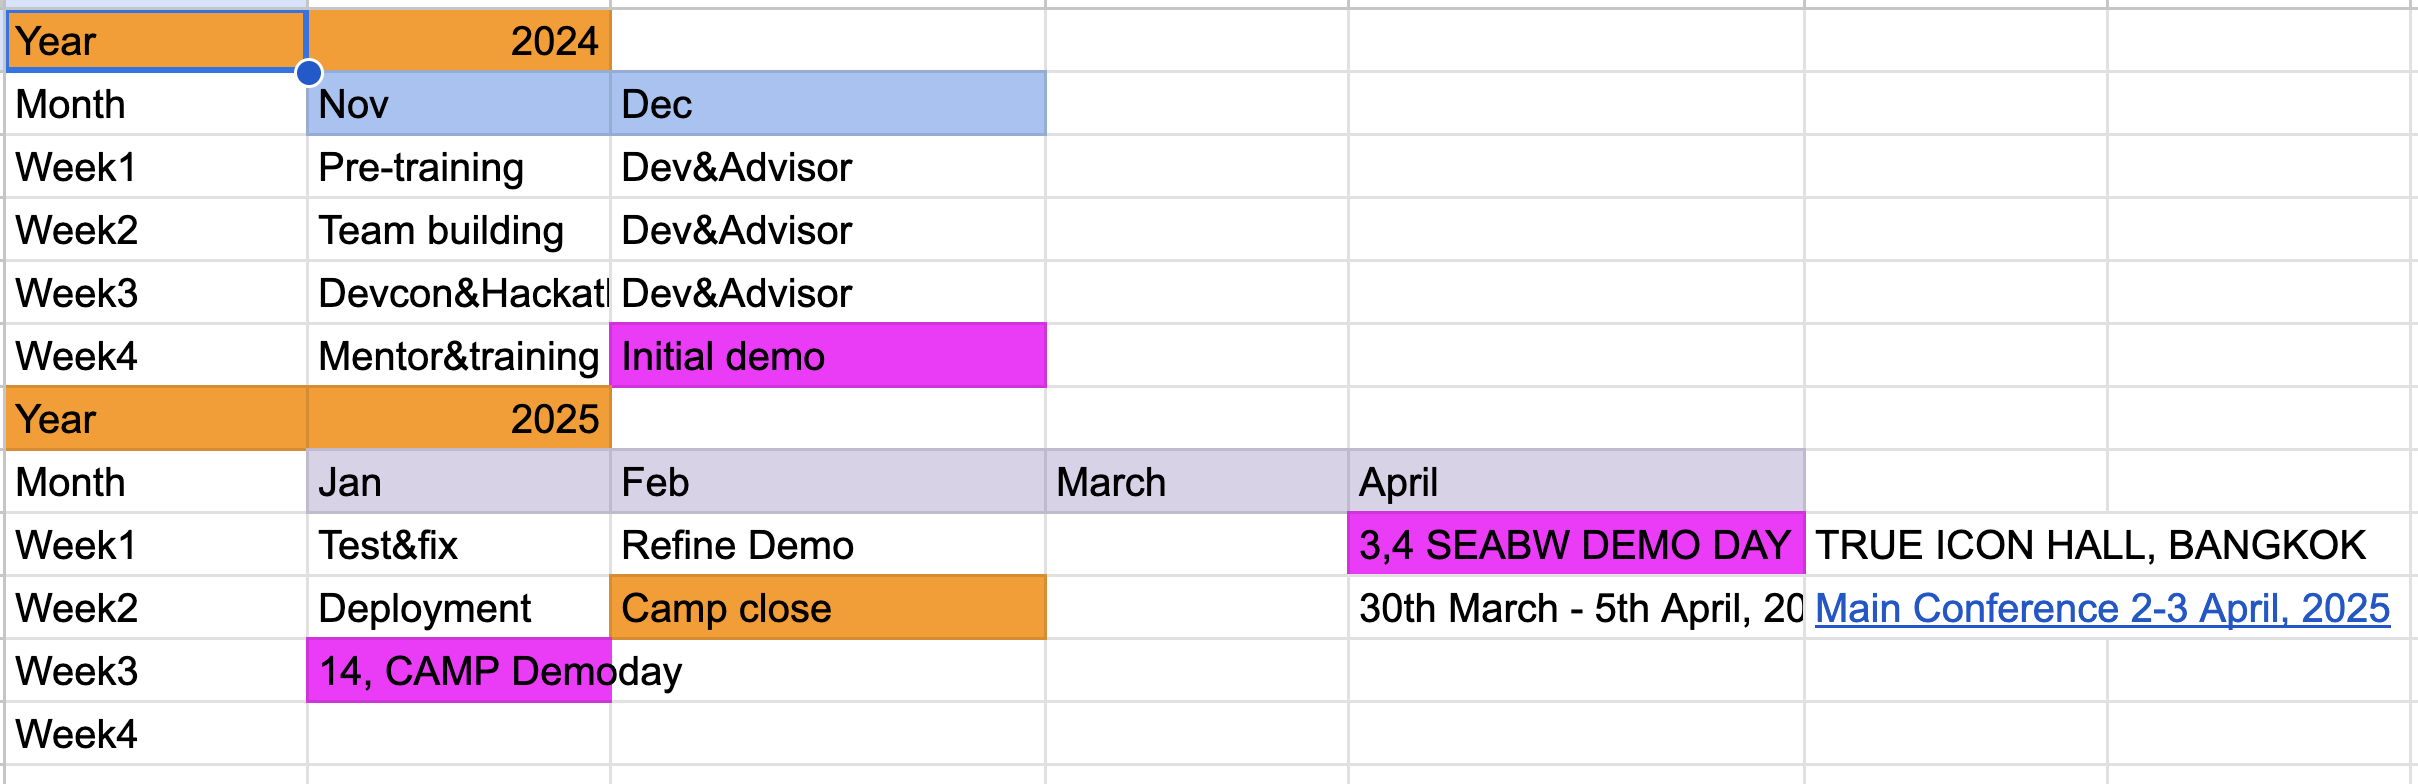 Year 2024
Month Nov Dec
Week1 Pre-training Dev&Advisor
Week2 Team building Dev&Advisor
Week3 Devcon&Hackat Dev&Advisor
Week4 Mentor&training Initial demo
Year 2025
Month Jan Feb March April
Week1 Test&fix Refine Demo 3,4 SEABW DEMO DAY TRUE ICON HALL, BANGKOK
Week2 Deployment Camp close 30th March - 5th April, 20 Main Conference 2-3 April, 2025
Week3 14, CAMP Demoday
Week4